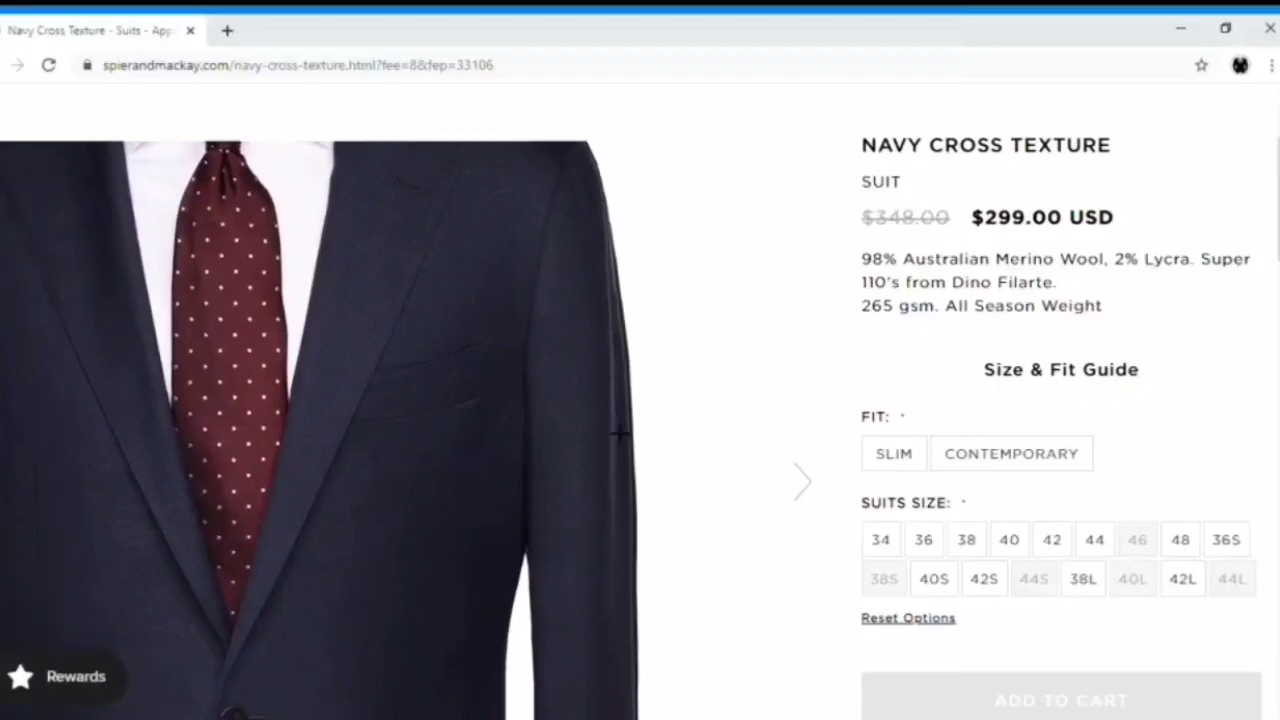 Navy Cross Texture - Suits - App
spierandmackay.com/navy-cross-texture.html?fee=8&fep=33106
NAVY CROSS TEXTURE
SUIT
$348.00 $299.00 USD
98% Australian Merino Wool, 2% Lycra. Super
110's from Dino Filarte.
265 gsm. All Season Weight
Size & Fit Guide
FIT: *
SLIM CONTEMPORARY
SUITS SIZE: *
34 36 38 40 42 44 46 48 36S
38S 40S 42S 44S 38L 40L 42L 44L
Reset Options
Rewards
ADD TO CART